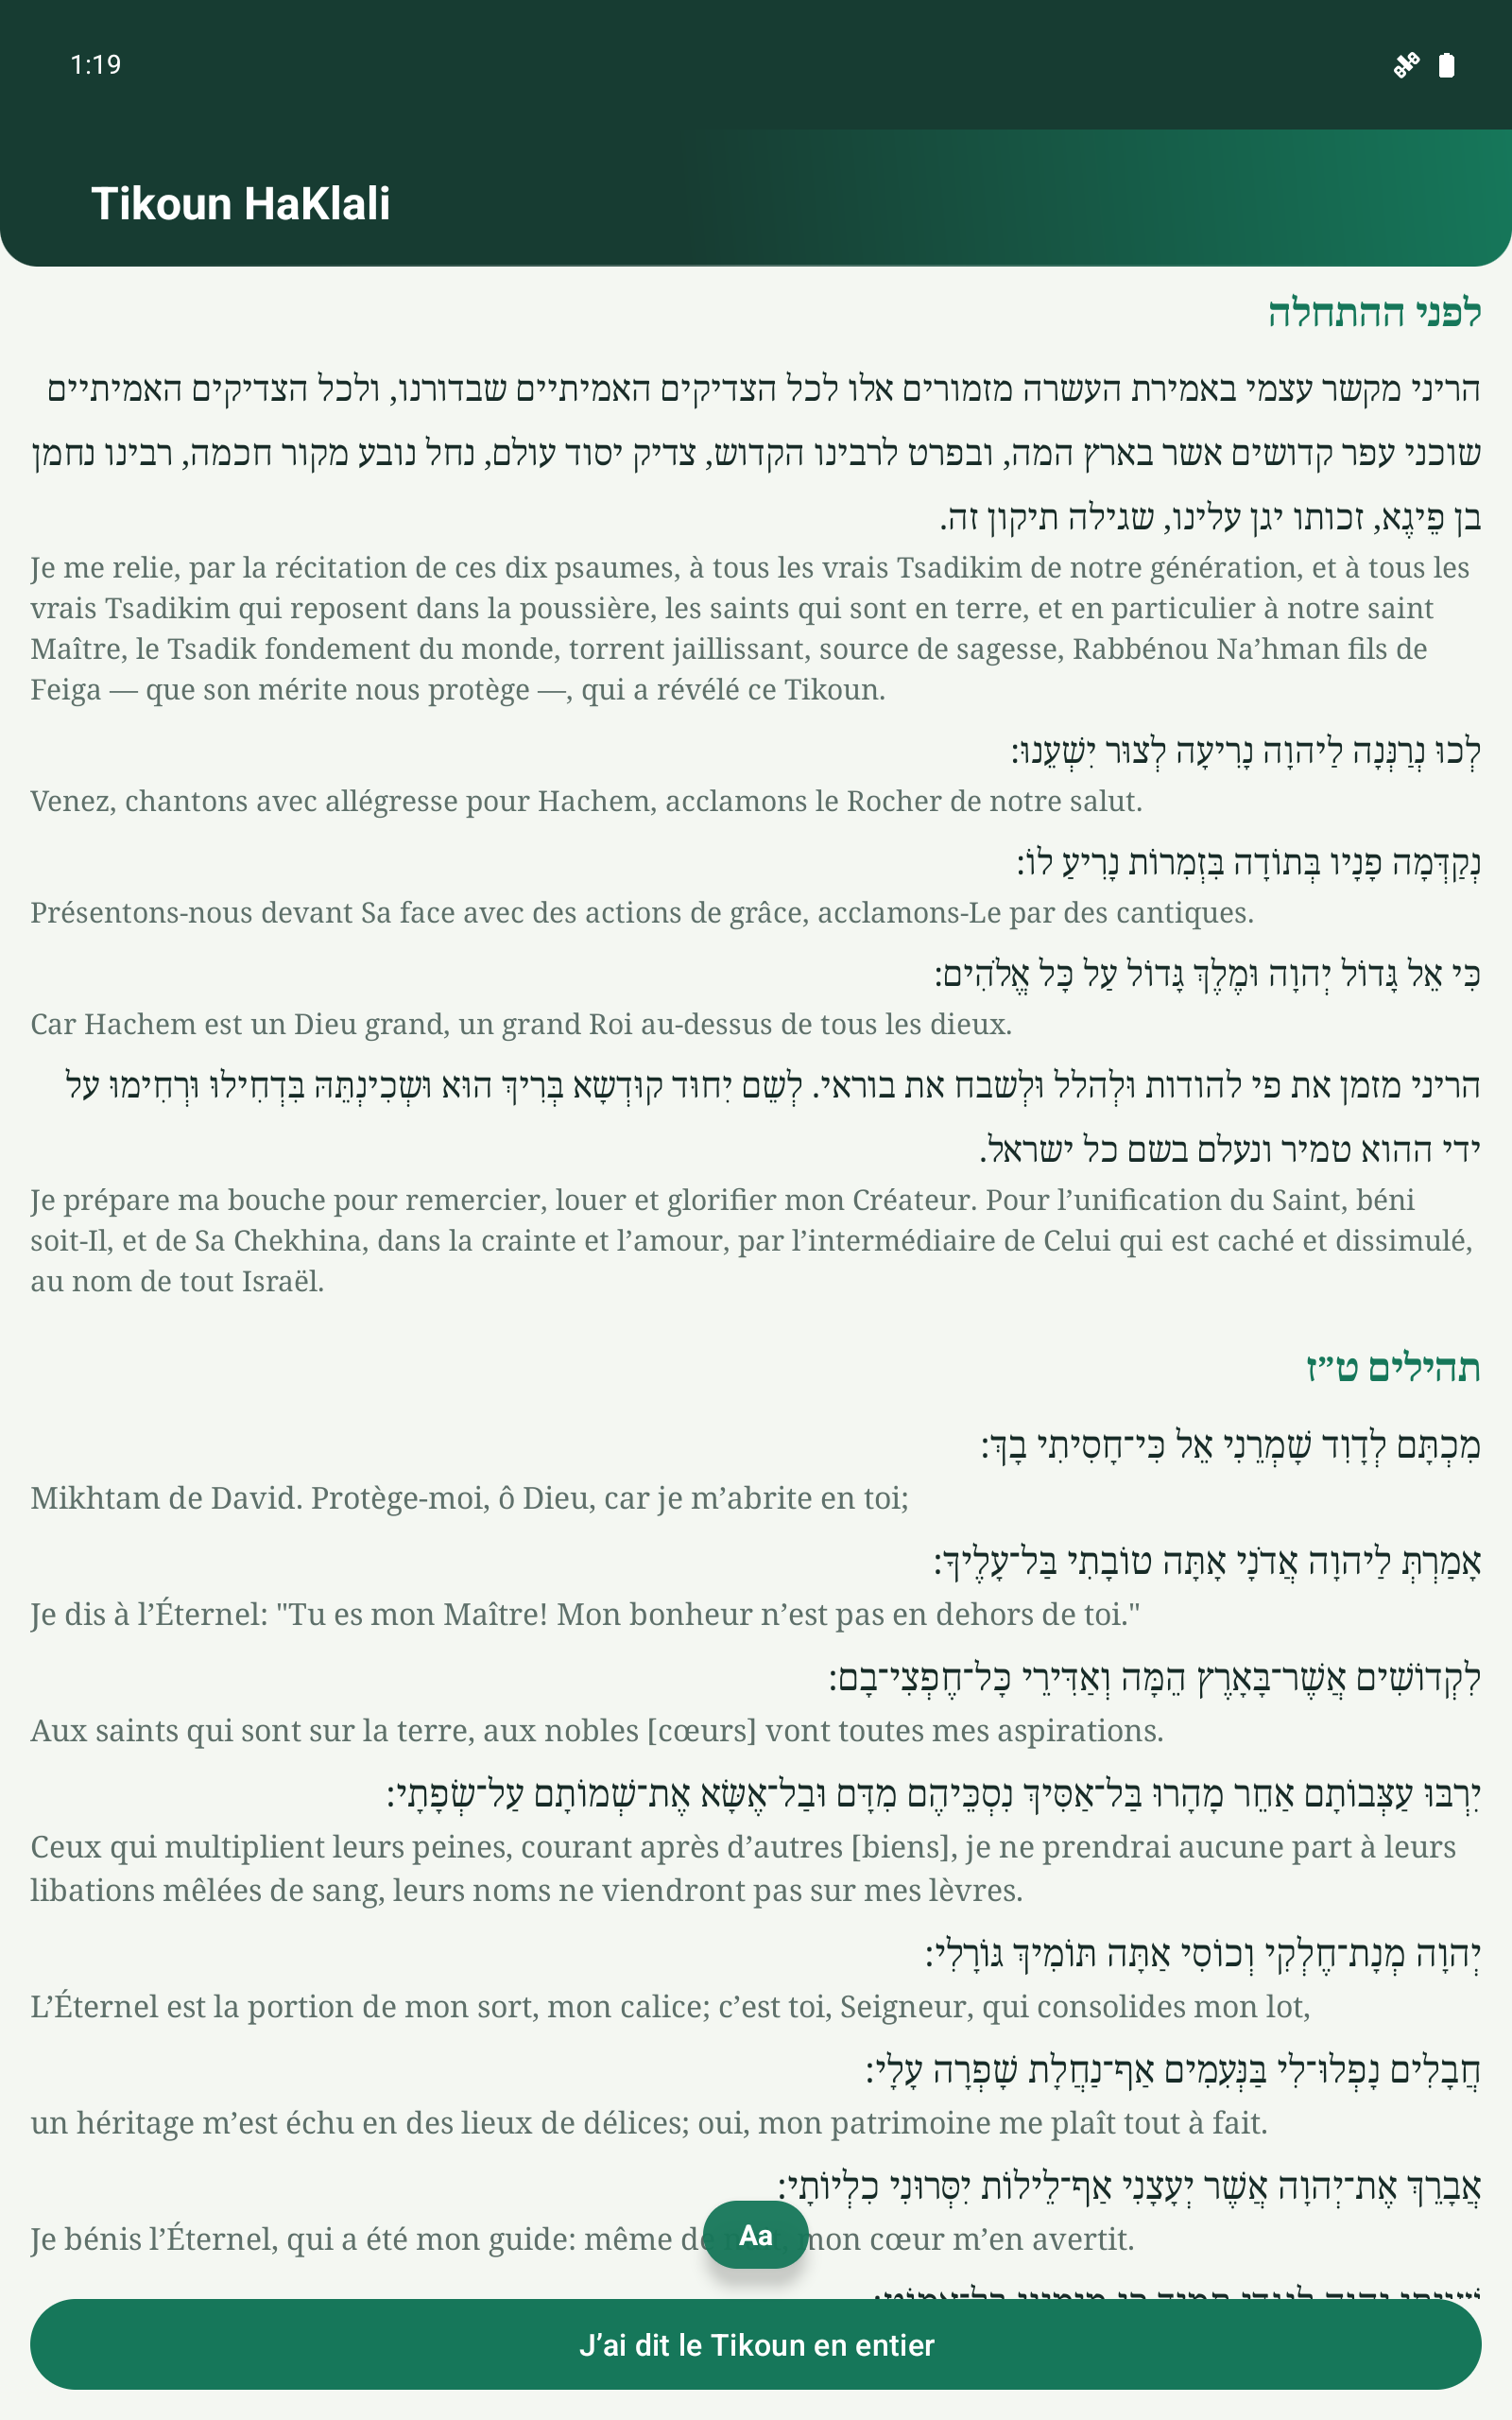 1:19
Tikoun HaKlali
לפני ההתחלה
הריני מקשר עצמי באמירת העשרה מזמורים אלו לכל הצדיקים האמיתיים שבדורנו, ולכל הצדיקים האמיתיים
שוכני עפר קדושים אשר בארץ המה, ובפרט לרבינו הקדוש, צדיק יסוד עולם, נחל נובע מקור חכמה, רבינו נחמן
בן פֵיגֶא, זכותו יגן עלינו, שגילה תיקון זה.
Je me relie, par la récitation de ces dix psaumes, à tous les vrais Tsadikim de notre génération, et à tous les
vrais Tsadikim qui reposent dans la poussière, les saints qui sont en terre, et en particulier à notre saint
Maître, le Tsadik fondement du monde, torrent jaillissant, source de sagesse, Rabbénou Na’hman fils de
Feiga — que son mérite nous protège —, qui a révélé ce Tikoun.
לְכוּ נְרַנְּנָה לַיהוָה נָרִיעָה לְצוּר יִשְׁעֵנוּ:
Venez, chantons avec allégresse pour Hachem, acclamons le Rocher de notre salut.
נְקַדְּמָה פָנָיו בְּתוֹדָה בִּזְמִרוֹת נָרִיעַ לוֹ:
Présentons-nous devant Sa face avec des actions de grâce, acclamons-Le par des cantiques.
כִּי אֵל גָּדוֹל יְהוָה וּמֶלֶךְ גָּדוֹל עַל כָּל אֱלֹהִים:
Car Hachem est un Dieu grand, un grand Roi au-dessus de tous les dieux.
הריני מזמן את פי להודות וּלְהלל וּלְשבח את בוראי. לְשֵׁם יִחוּד קוּדְשָׁא בְּרִיךְ הוּא וּשְׁכִינְתֵּהּ בִּדְחִילוּ וּרְחִימוּ על
ידי ההוא טמיר ונעלם בשם כל ישראל.
Je prépare ma bouche pour remercier, louer et glorifier mon Créateur. Pour l’unification du Saint, béni
soit-Il, et de Sa Chekhina, dans la crainte et l’amour, par l’intermédiaire de Celui qui est caché et dissimulé,
au nom de tout Israël.
תהילים ט”ז
מִכְתָּם לְדָוִד שָׁמְרֵנִי אֵל כִּי־חָסִיתִי בָךְ:
Mikhtam de David. Protège-moi, ô Dieu, car je m’abrite en toi;
אָמַרְתְּ לַיהוָה אֲדֹנָי אָתָּה טוֹבָתִי בַּל־עָלֶיךָ:
Je dis à l’Éternel: "Tu es mon Maître! Mon bonheur n’est pas en dehors de toi."
לִקְדוֹשִׁים אֲשֶׁר־בָּאָרֶץ הֵמָּה וְאַדִּירֵי כָּל־חֶפְצִי־בָם:
Aux saints qui sont sur la terre, aux nobles [cœurs] vont toutes mes aspirations.
יִרְבּוּ עַצְּבוֹתָם אַחֵר מָהָרוּ בַּל־אַסִּיךְ נִסְכֵּיהֶם מִדָּם וּבַל־אֶשָּׂא אֶת־שְׁמוֹתָם עַל־שְׂפָתָי:
Ceux qui multiplient leurs peines, courant après d’autres [biens], je ne prendrai aucune part à leurs
libations mêlées de sang, leurs noms ne viendront pas sur mes lèvres.
יְהוָה מְנָת־חֶלְקִי וְכוֹסִי אַתָּה תּוֹמִיךְ גּוֹרָלִי:
L’Éternel est la portion de mon sort, mon calice; c’est toi, Seigneur, qui consolides mon lot,
חֲבָלִים נָפְלוּ־לִי בַּנְּעִמִים אַף־נַחֲלָת שָׁפְרָה עָלָי:
un héritage m’est échu en des lieux de délices; oui, mon patrimoine me plaît tout à fait.
אֲבָרֵךְ אֶת־יְהוָה אֲשֶׁר יְעָצָנִי אַף־לֵילוֹת יִסְּרוּנִי כִלְיוֹתָי:
Je bénis l’Éternel, qui a été mon guide: même de mon cœur m’en avertit.
Aa
J’ai dit le Tikoun en entier